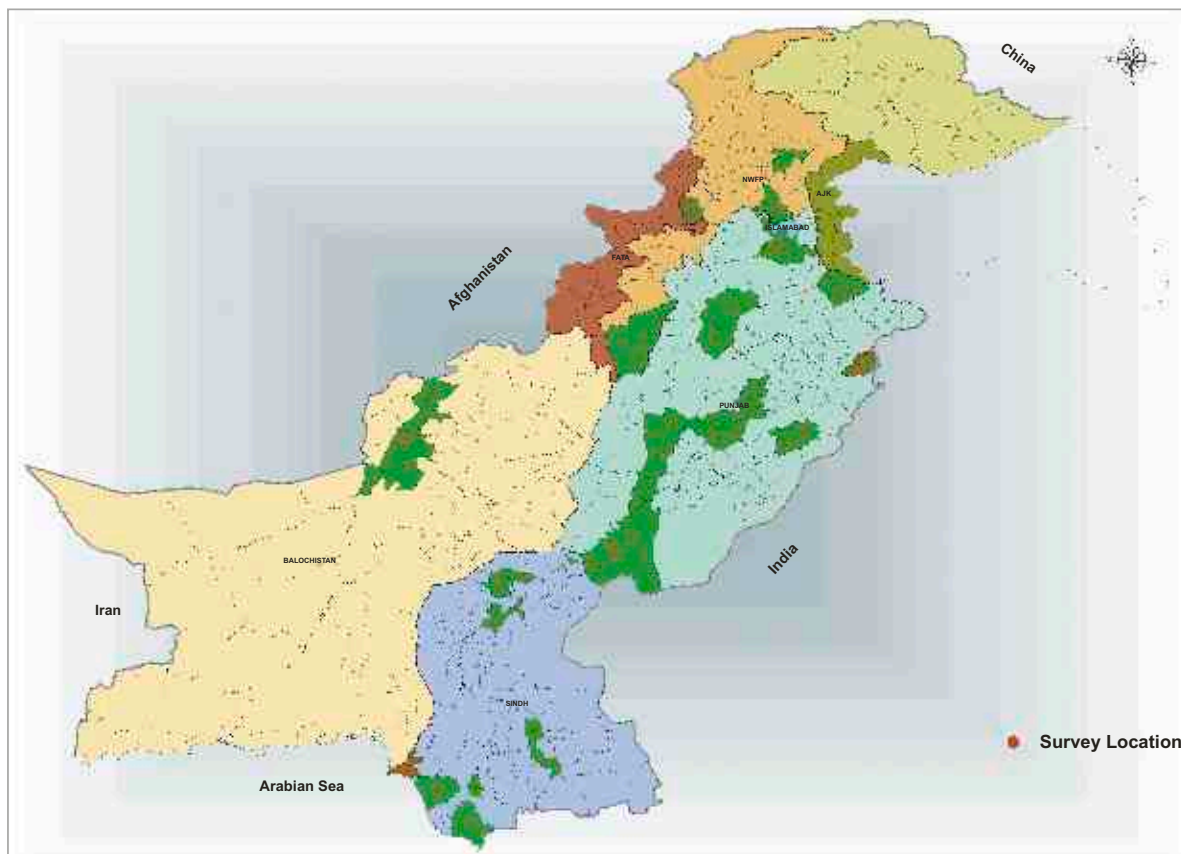 China
NWFP
AJK
ISLAMABAD
FATA
Afghanistan
PUNJAB
India
BALOCHISTAN
Iran
SINDH
Survey Location
Arabian Sea